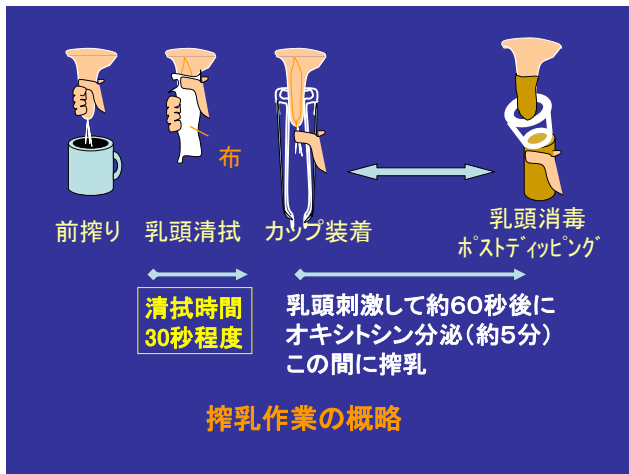 布
前搾り
乳頭清拭
カップ装着
乳頭消毒
ﾎﾟｽﾄﾃﾞｨｯﾋﾟﾝｸﾞ
清拭時間
30秒程度
乳頭刺激して約60秒後に
オキシトシン分泌（約5分）
この間に搾乳
搾乳作業の概略